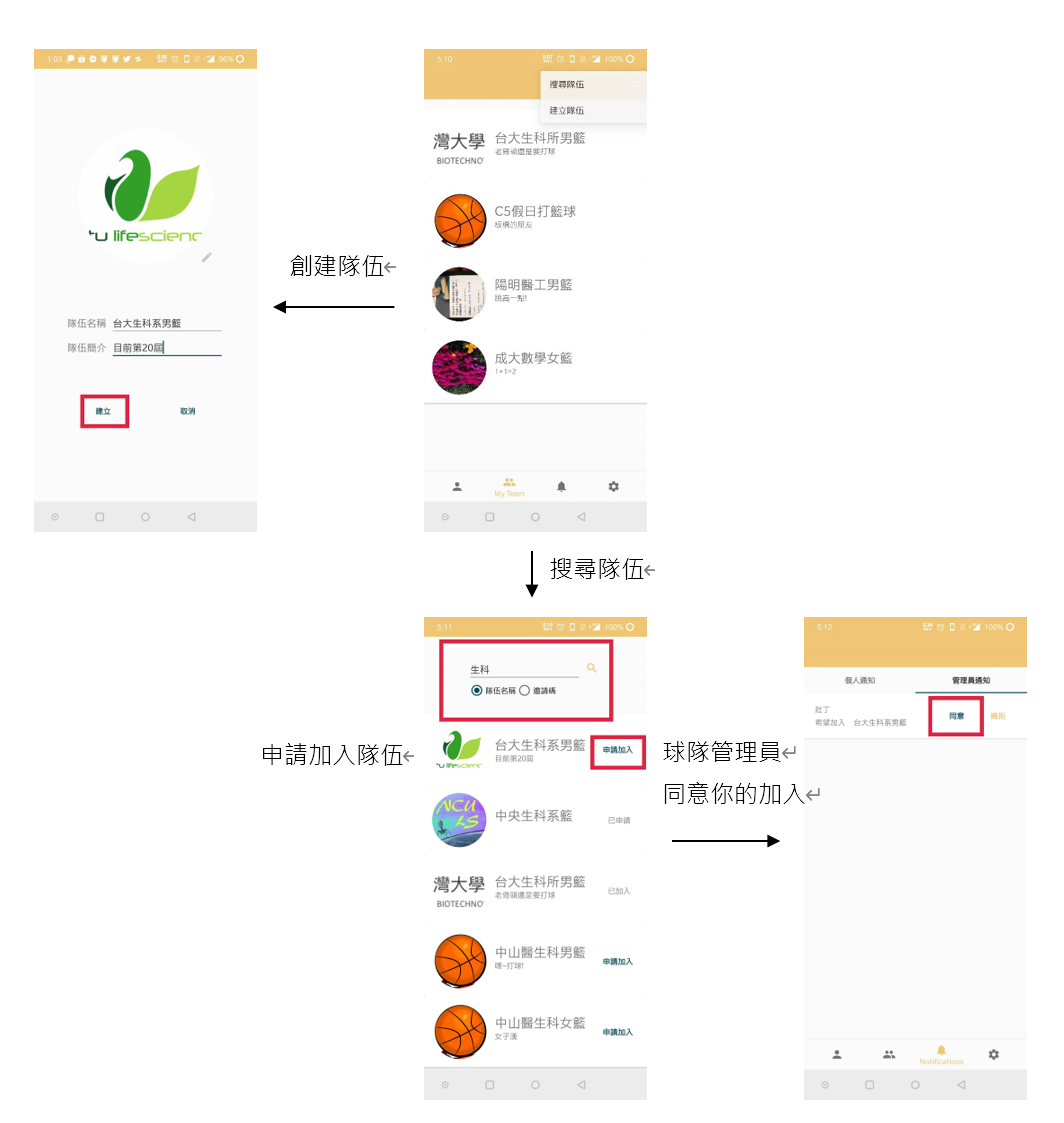 1:03
96%
tu lifescienc
隊伍名稱 台大生科系男籃
隊伍簡介 目前第20屆
建立 取消
創建隊伍
5:10
100%
搜尋隊伍
建立隊伍
灣大學
BIOTECHNO
台大生科所男籃
老骨頭還是要打球
C5假日打籃球
板橋的朋友
陽明醫工男籃
跳高一點!
成大數學女籃
1+1=2
My Team
搜尋隊伍
5:11
100%
生科
隊伍名稱 邀請碼
申請加入隊伍
台大生科系男籃
目前第20屆
申請加入
NCU
LS
中央生科系籃
已申請
灣大學
BIOTECHNO
台大生科所男籃
老骨頭還是要打球
已加入
中山醫生科男籃
嘿~打球!
申請加入
中山醫生科女籃
女子漢
申請加入
球隊管理員
同意你的加入
5:12
100%
個人通知 管理員通知
壯丁
希望加入 台大生科系男籃
同意 婉拒
Notifications